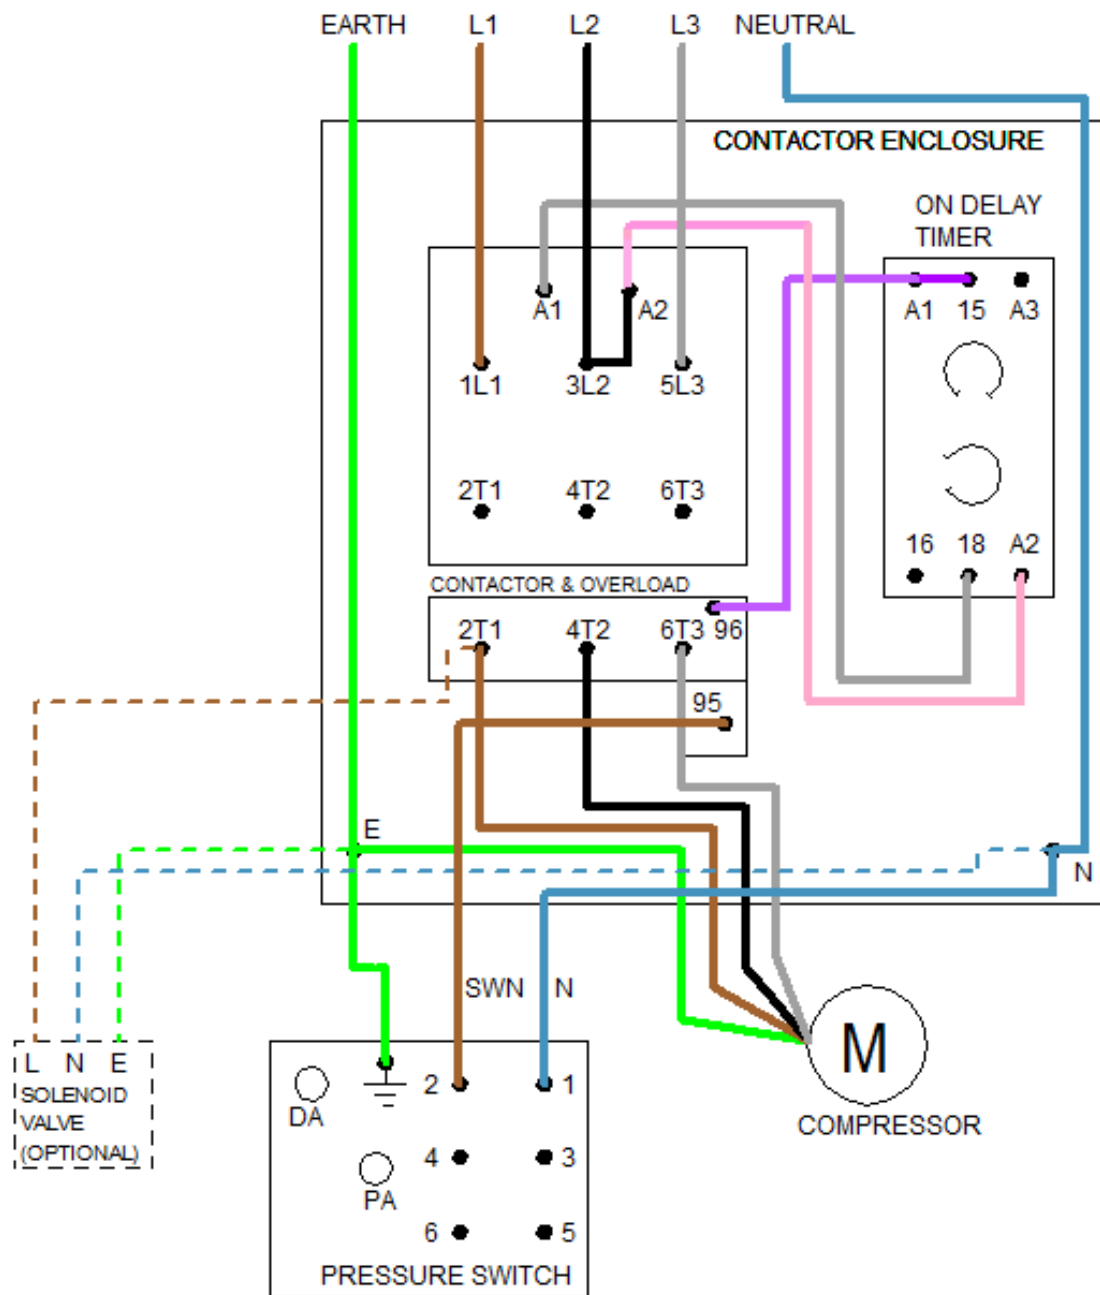 EARTH L1 L2 L3 NEUTRAL
CONTACTOR ENCLOSURE
ON DELAY
TIMER
A1 A2
A1 15 A3
1L1 3L2 5L3
2T1 4T2 6T3
16 18 A2
CONTACTOR & OVERLOAD
2T1 4T2 6T3 96
95
E
N
SWN N
L N E
SOLENOID
VALVE
(OPTIONAL)
DA
2 1
4 3
PA
6 5
PRESSURE SWITCH
M
COMPRESSOR